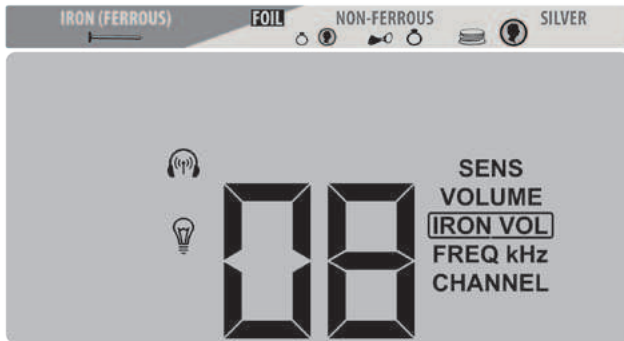 IRON (FERROUS) FOIL NON-FERROUS SILVER
08
SENS
VOLUME
IRON VOL
FREQ kHz
CHANNEL